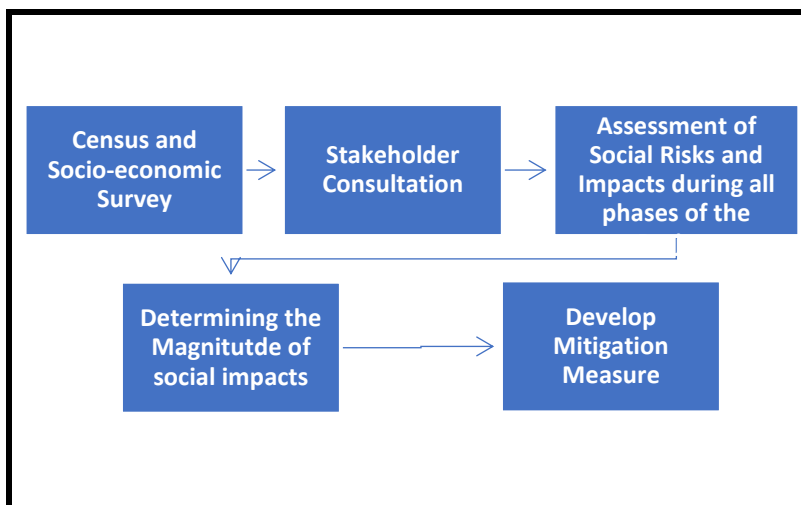 Census and
Socio-economic
Survey
Stakeholder
Consultation
Assessment of
Social Risks and
Impacts during all
phases of the
Determining the
Magnitutde of
social impacts
Develop
Mitigation
Measure